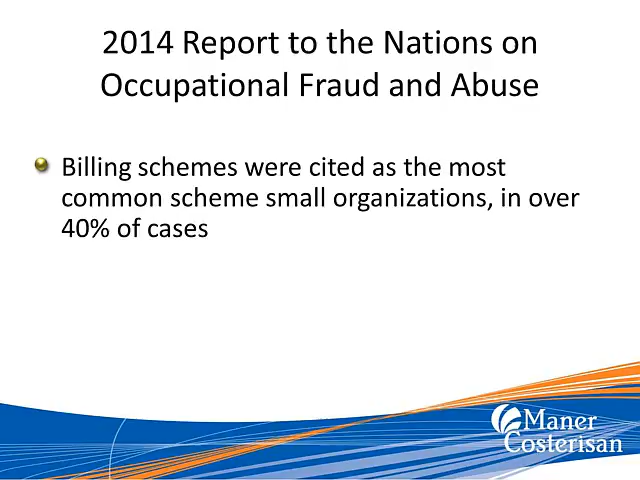 2014 Report to the Nations on
Occupational Fraud and Abuse
Billing schemes were cited as the most
common scheme small organizations, in over
40% of cases
Maner
Costerisan